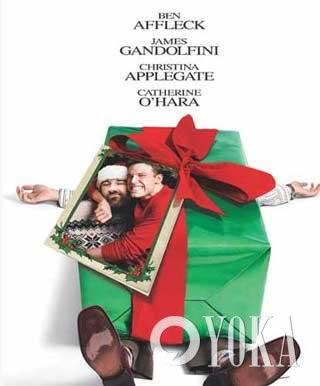 BEN
AFFLECK
JAMES
GANDOLFINI
CHRISTINA
APPLEGATE
CATHERINE
O'HARA
YOKA